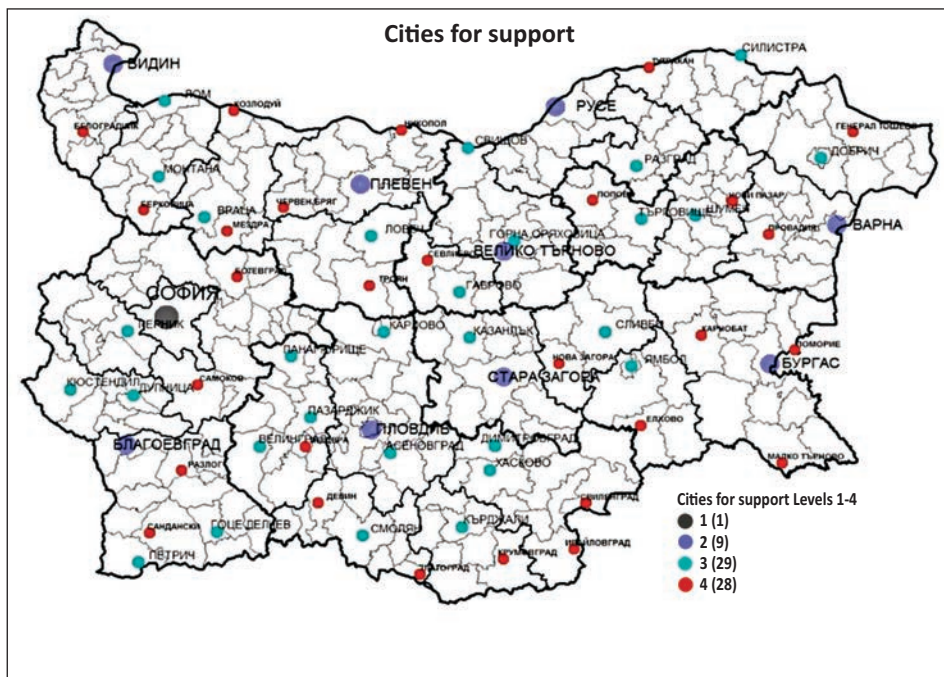 Cities for support
СИЛИСТРА
ВИДИН
ЛОМ
КОЗЛОДУЙ
РУСЕ
НИКОПОЛ
СВИЩОВ
ГЕНЕРАЛ ТОШЕВО
ДОБРИЧ
РАЗГРАД
МОНТАНА
ПЛЕВЕН
ЧЕРВЕН БРЯГ
ПОПОВО
НОВИ ПАЗАР
БЕРКОВИЦА
ВРАЦА
МЕЗДРА
ЛОВЕЧ
ГОРНА ОРЯХОВИЦА
ТЪРГОВИЩЕ
ШУМЕН
ВАРНА
ПРОВАДИЯ
ВЕЛИКО ТЪРНОВО
СЕВЛИЕВО
ТРОЯН
ГАБРОВО
СОФИЯ
ПЕРНИК
КАРЛОВО
КАЗАНЛЪК
СЛИВЕН
КАРНОБАТ
ПОМОРИЕ
НОВА ЗАГОРА
ЯМБОЛ
БУРГАС
СТАРА ЗАГОРА
КЮСТЕНДИЛ
ДУПНИЦА
САМОКОВ
ПАЗАРДЖИК
ПЛОВДИВ
ЕЛХОВО
БЛАГОЕВГРАД
ВЕЛИНГРАД
АСЕНОВГРАД
ДИМИТРОВГРАД
РАЗЛОГ
ХАСКОВО
МАЛКО ТЪРНОВО
ДЕВИН
СВИЛЕНГРАД
САНДАНСКИ
ГОЦЕ ДЕЛЧЕВ
СМОЛЯН
КЪРДЖАЛИ
ИВАЙЛОВГРАД
ПЕТРИЧ
КРУМОВГРАД
Cities for support Levels 1-4
1 (1)
2 (9)
3 (29)
4 (28)